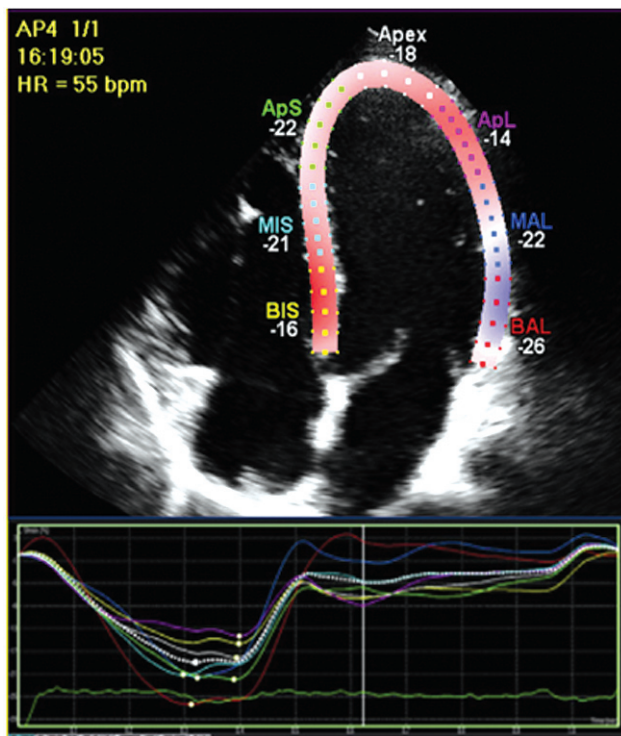 AP4 1/1
16:19:05
HR = 55 bpm
Apex
-18
ApS
-22
ApL
-14
MIS
-21
MAL
-22
BIS
-16
BAL
-26